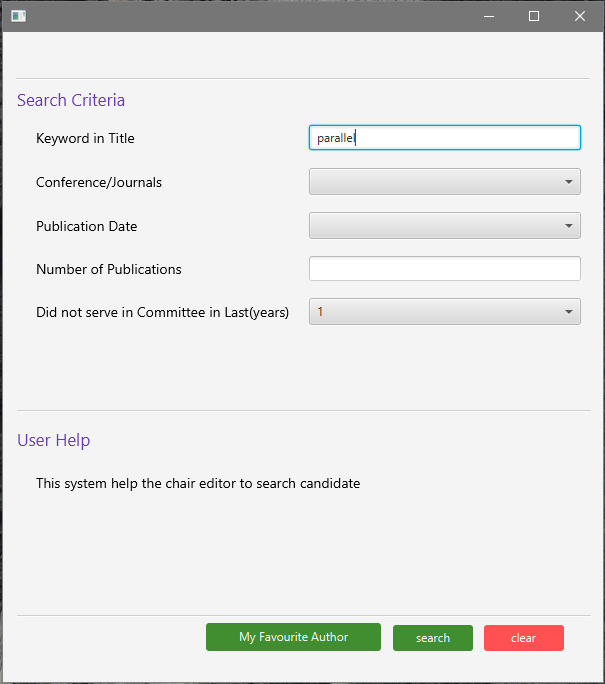 Search Criteria
Keyword in Title
parallel
Conference/Journals
Publication Date
Number of Publications
Did not serve in Committee in Last(years)
1
User Help
This system help the chair editor to search candidate
My Favourite Author
search
clear